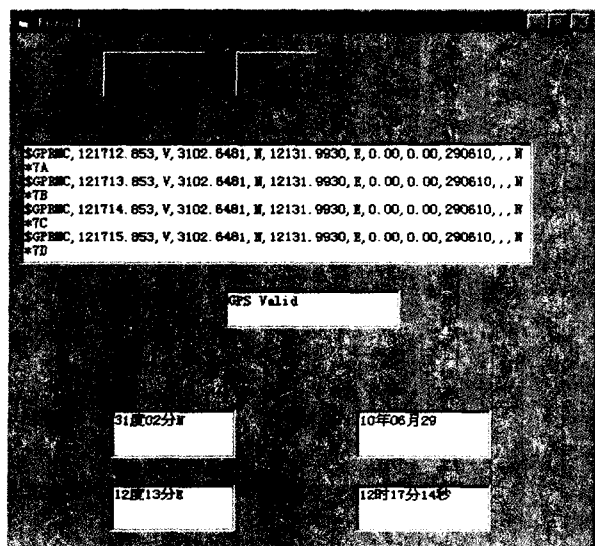 Form1
$GPRMC,121712.853,V,3102.6481,N,12131.9930,E,0.00,0.00,290610,,,N
*7A
$GPRMC,121713.853,V,3102.6481,N,12131.9930,E,0.00,0.00,290610,,,N
*7B
$GPRMC,121714.853,V,3102.6481,N,12131.9930,E,0.00,0.00,290610,,,N
*7C
$GPRMC,121715.853,V,3102.6481,N,12131.9930,E,0.00,0.00,290610,,,N
*7D
GPS Valid
31度02分N
10年06月29
12度13分E
12时17分14秒